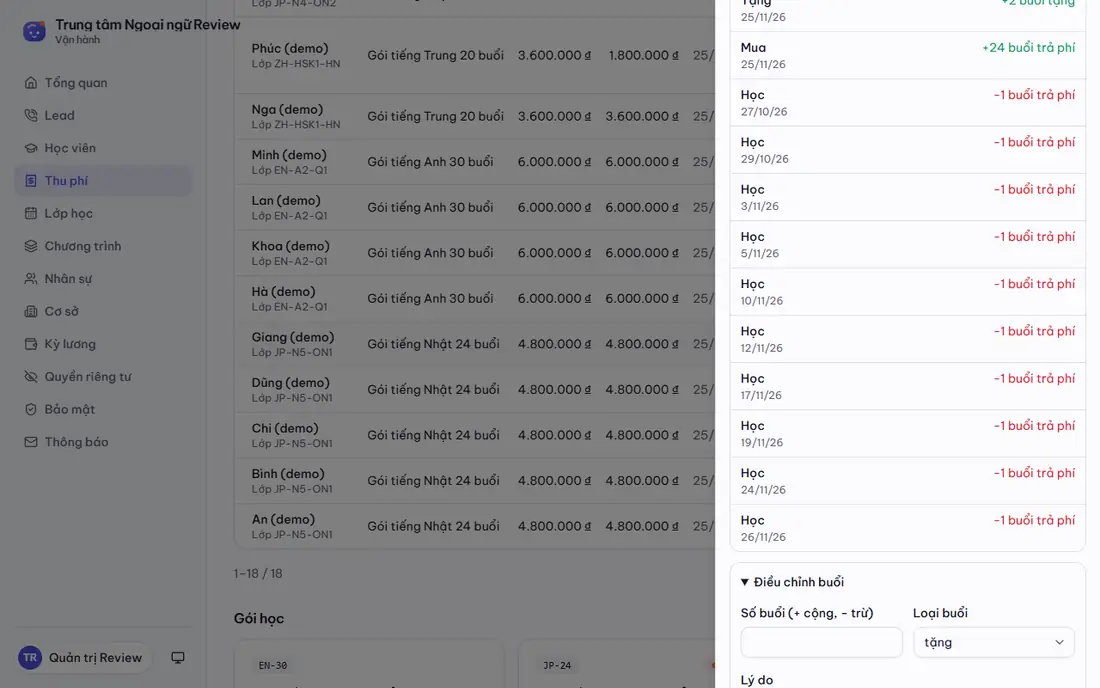 Trung tâm Ngoại ngữ Review
Vận hành
Tổng quan
Lead
Học viên
Thu phí
Lớp học
Chương trình
Nhân sự
Cơ sở
Kỳ lương
Quyền riêng tư
Bảo mật
Thông báo
TR Quản trị Review
Lớp JP-N4-ON2
Phúc (demo)
Lớp ZH-HSK1-HN
Gói tiếng Trung 20 buổi 3.600.000 đ 1.800.000 đ 25/
Nga (demo)
Lớp ZH-HSK1-HN
Gói tiếng Trung 20 buổi 3.600.000 đ 3.600.000 đ 25/
Minh (demo)
Lớp EN-A2-Q1
Gói tiếng Anh 30 buổi 6.000.000 đ 6.000.000 đ 25/
Lan (demo)
Lớp EN-A2-Q1
Gói tiếng Anh 30 buổi 6.000.000 đ 6.000.000 đ 25/
Khoa (demo)
Lớp EN-A2-Q1
Gói tiếng Anh 30 buổi 6.000.000 đ 6.000.000 đ 25/
Hà (demo)
Lớp EN-A2-Q1
Gói tiếng Anh 30 buổi 6.000.000 đ 6.000.000 đ 25/
Giang (demo)
Lớp JP-N5-ON1
Gói tiếng Nhật 24 buổi 4.800.000 đ 4.800.000 đ 25/
Dũng (demo)
Lớp JP-N5-ON1
Gói tiếng Nhật 24 buổi 4.800.000 đ 4.800.000 đ 25/
Chi (demo)
Lớp JP-N5-ON1
Gói tiếng Nhật 24 buổi 4.800.000 đ 4.800.000 đ 25/
Bình (demo)
Lớp JP-N5-ON1
Gói tiếng Nhật 24 buổi 4.800.000 đ 4.800.000 đ 25/
An (demo)
Lớp JP-N5-ON1
Gói tiếng Nhật 24 buổi 4.800.000 đ 4.800.000 đ 25/
1–18 / 18
Gói học
EN-30
JP-24
Tặng +2 buổi tặng
25/11/26
Mua +24 buổi trả phí
25/11/26
Học -1 buổi trả phí
27/10/26
Học -1 buổi trả phí
29/10/26
Học -1 buổi trả phí
3/11/26
Học -1 buổi trả phí
5/11/26
Học -1 buổi trả phí
10/11/26
Học -1 buổi trả phí
12/11/26
Học -1 buổi trả phí
17/11/26
Học -1 buổi trả phí
19/11/26
Học -1 buổi trả phí
24/11/26
Học -1 buổi trả phí
26/11/26
Điều chỉnh buổi
Số buổi (+ cộng, - trừ) Loại buổi
tặng
Lý do